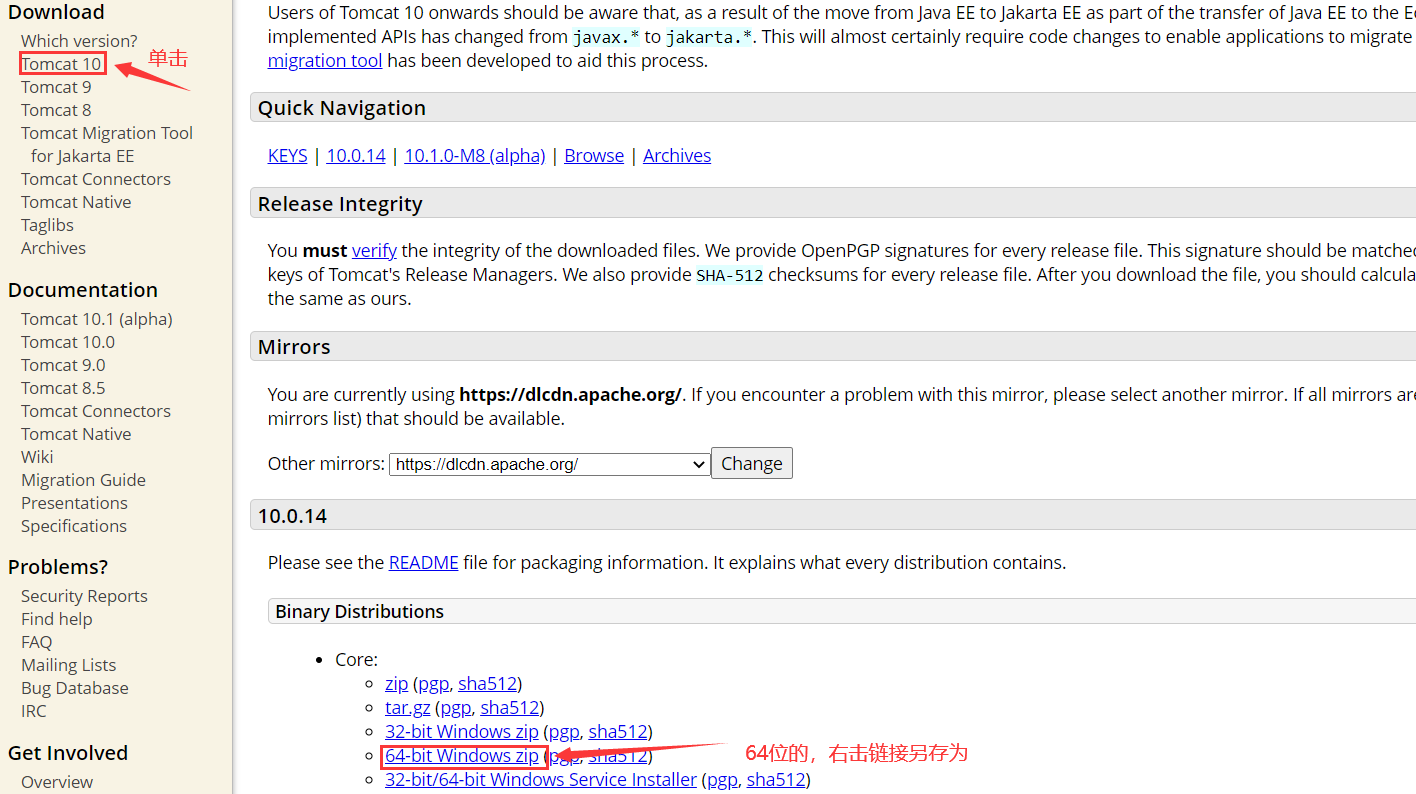 Download
Which version?
Tomcat 10
单击
Tomcat 9
Tomcat 8
Tomcat Migration Tool
for Jakarta EE
Tomcat Connectors
Tomcat Native
Taglibs
Archives
Documentation
Tomcat 10.1 (alpha)
Tomcat 10.0
Tomcat 9.0
Tomcat 8.5
Tomcat Connectors
Tomcat Native
Wiki
Migration Guide
Presentations
Specifications
Problems?
Security Reports
Find help
FAQ
Mailing Lists
Bug Database
IRC
Get Involved
Overview
Users of Tomcat 10 onwards should be aware that, as a result of the move from Java EE to Jakarta EE as part of the transfer of Java EE to the Ec
implemented APIs has changed from javax.* to jakarta.*. This will almost certainly require code changes to enable applications to migrate
migration tool has been developed to aid this process.
Quick Navigation
KEYS | 10.0.14 | 10.1.0-M8 (alpha) | Browse | Archives
Release Integrity
You must verify the integrity of the downloaded files. We provide OpenPGP signatures for every release file. This signature should be matched
keys of Tomcat's Release Managers. We also provide SHA-512 checksums for every release file. After you download the file, you should calcula
the same as ours.
Mirrors
You are currently using https://dlcdn.apache.org/. If you encounter a problem with this mirror, please select another mirror. If all mirrors are
mirrors list) that should be available.
Other mirrors: https://dlcdn.apache.org/ Change
10.0.14
Please see the README file for packaging information. It explains what every distribution contains.
Binary Distributions
• Core:
zip (pgp, sha512)
tar.gz (pgp, sha512)
32-bit Windows zip (pgp, sha512)
64-bit Windows zip (pgp, sha512)
64位的，右击链接另存为
32-bit/64-bit Windows Service Installer (pgp, sha512)